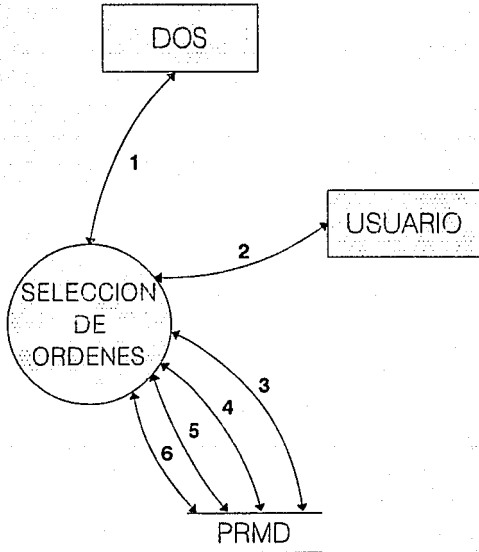 DOS
1
2
USUARIO
SELECCION
DE
ORDENES
3
4
5
6
PRMD